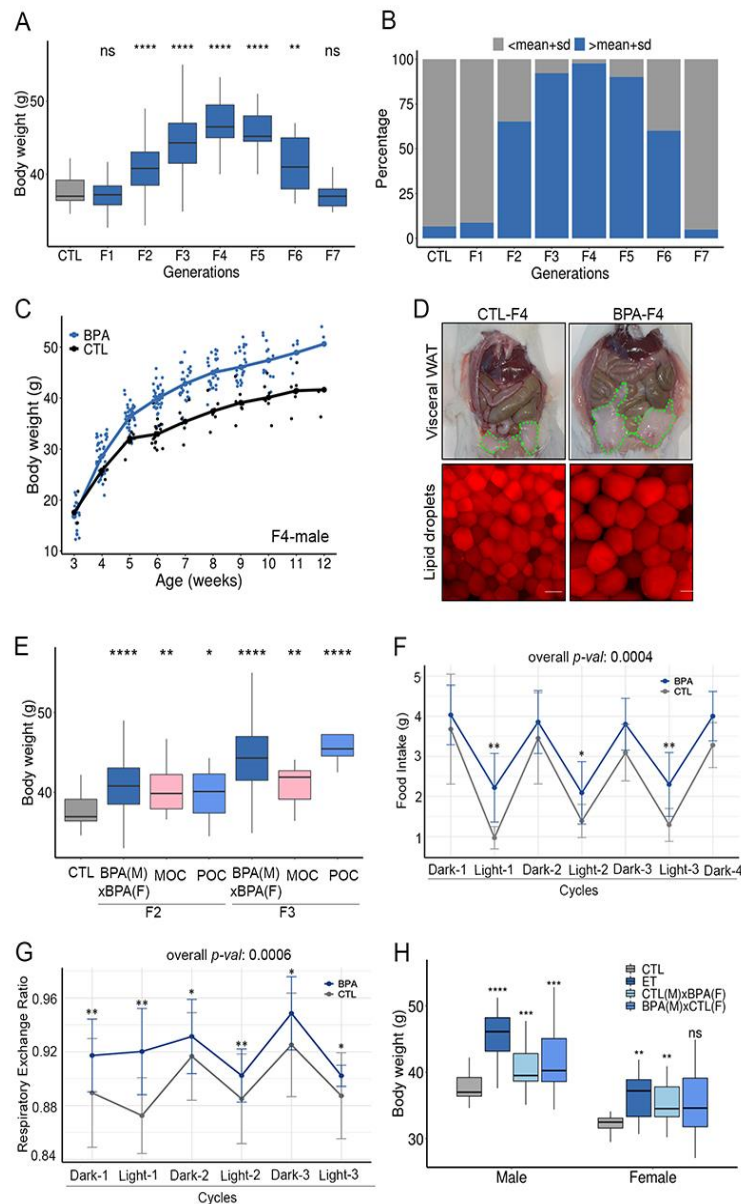 A
ns **** **** **** **** ** ns
Body weight (g)
50
40
CTL F1 F2 F3 F4 F5 F6 F7
Generations
B
<mean+sd >mean+sd
Percentage
100
75
50
25
0
CTL F1 F2 F3 F4 F5 F6 F7
Generations
C
BPA
CTL
Body weight (g)
50
40
30
20
10
F4-male
3 4 5 6 7 8 9 10 11 12
Age (weeks)
D
CTL-F4 BPA-F4
Visceral WAT
Lipid droplets
E
**** ** * **** ** ****
Body weight (g)
50
40
CTL BPA(M)xBPA(F) MOC POC BPA(M)xBPA(F) MOC POC
F2 F3
F
overall p-val: 0.0004
BPA
CTL
Food Intake (g)
5
4
3
2
1
** * **
Dark-1 Light-1 Dark-2 Light-2 Dark-3 Light-3 Dark-4
Cycles
G
overall p-val: 0.0006
BPA
CTL
Respiratory Exchange Ratio
0.96
0.92
0.88
0.84
** ** * ** * *
Dark-1 Light-1 Dark-2 Light-2 Dark-3 Light-3
Cycles
H
CTL
ET
CTL(M)xBPA(F)
BPA(M)xCTL(F)
Body weight (g)
50
40
30
**** *** *** ** ** ns
Male Female